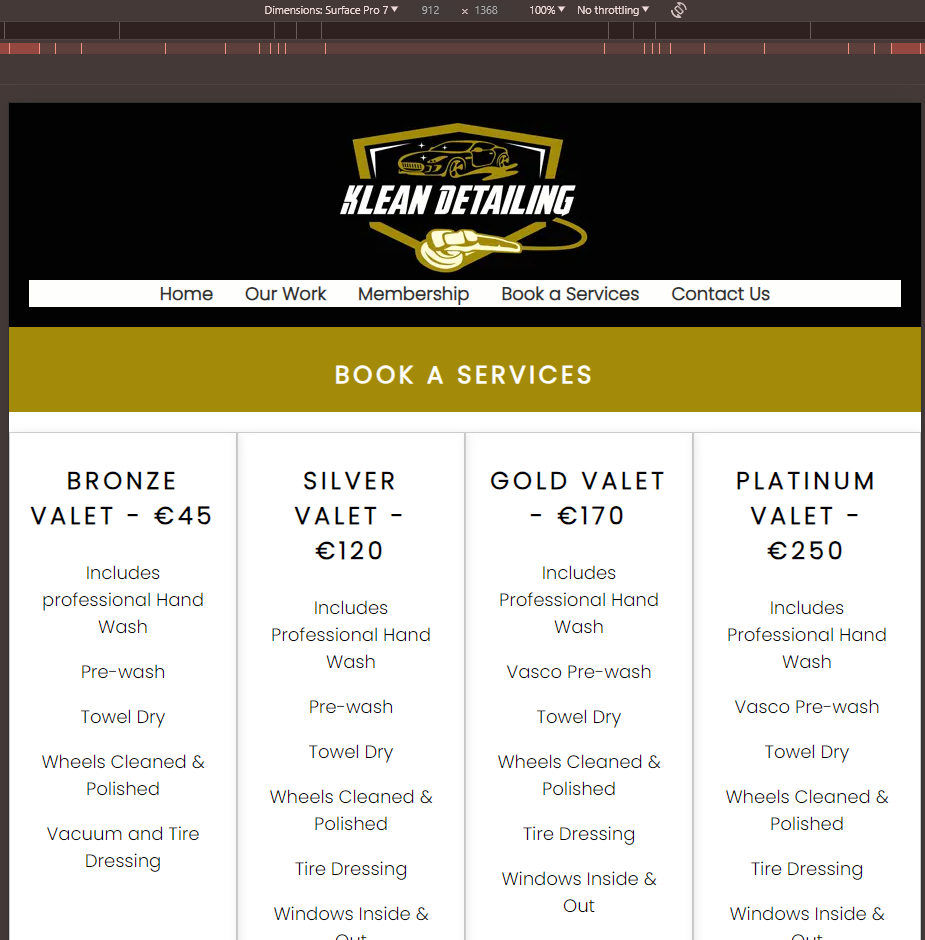 Dimensions: Surface Pro 7 912 x 1368 100% No throttling
KLEAN DETAILING
Home Our Work Membership Book a Services Contact Us
BOOK A SERVICES
BRONZE
VALET - €45
Includes
professional Hand
Wash
Pre-wash
Towel Dry
Wheels Cleaned &
Polished
Vacuum and Tire
Dressing
SILVER
VALET -
€120
Includes
Professional Hand
Wash
Pre-wash
Towel Dry
Wheels Cleaned &
Polished
Tire Dressing
Windows Inside &
Out
GOLD VALET
- €170
Includes
Professional Hand
Wash
Vasco Pre-wash
Towel Dry
Wheels Cleaned &
Polished
Tire Dressing
Windows Inside &
Out
PLATINUM
VALET -
€250
Includes
Professional Hand
Wash
Vasco Pre-wash
Towel Dry
Wheels Cleaned &
Polished
Tire Dressing
Windows Inside &
Out